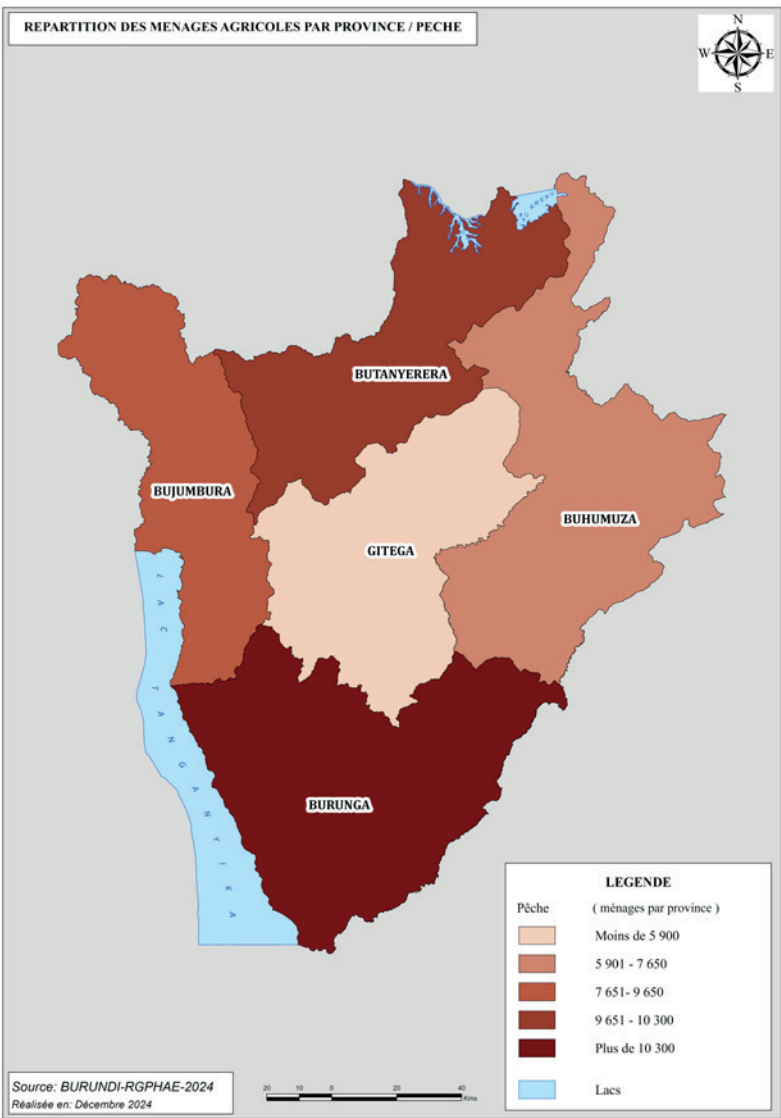 REPARTITION DES MENAGES AGRICOLES PAR PROVINCE / PECHE
N
W E
S
LAC RWERU
BUTANYERERA
BUJUMBURA
BUHUMUZA
GITEGA
LAC TANGANYIKA
BURUNGA
LEGENDE
Pêche ( ménages par province )
Moins de 5 900
5 901 - 7 650
7 651- 9 650
9 651 - 10 300
Plus de 10 300
Lacs
Source: BURUNDI-RGPHAE-2024
Réalisée en: Décembre 2024
20 10 0 20 40
Kms